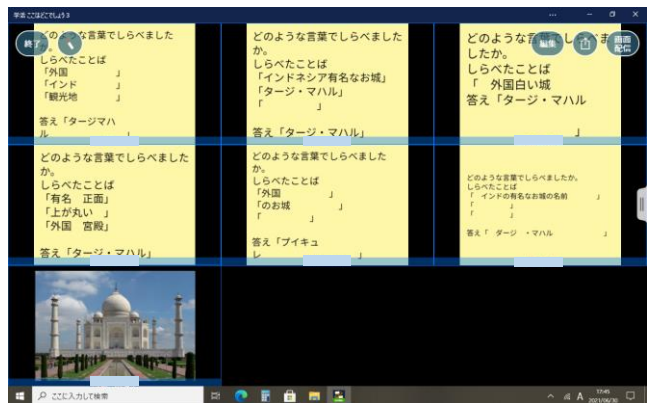 学活 ここはどこでしょう3
終了
編集
画面
配信
どのような言葉でしらべました
か。
しらべたことば
「外国 」
「インド 」
「観光地 」
答え「タージマハ
ル 」
どのような言葉でしらべました
か。
しらべたことば
「インドネシア有名なお城」
「タージ・マハル」
「 」
答え「タージ・マハル」
どのような言葉でしらべま
したか。
しらべたことば
「 外国白い城
答え「タージ・マハル
」
どのような言葉でしらべました
か。
しらべたことば
「有名 正面」
「上が丸い 」
「外国 宮殿」
答え「タージ・マハル」
どのような言葉でしらべました
か。
しらべたことば
「外国 」
「のお城 」
「 」
答え「プイキュ
レ 」
どのような言葉でしらべましたか。
しらべたことば
「 インドの有名なお城の名前 」
「 」
「 」
答え「 タージ ・マハル 」
ここに入力して検索
A
17:45
2021/06/30